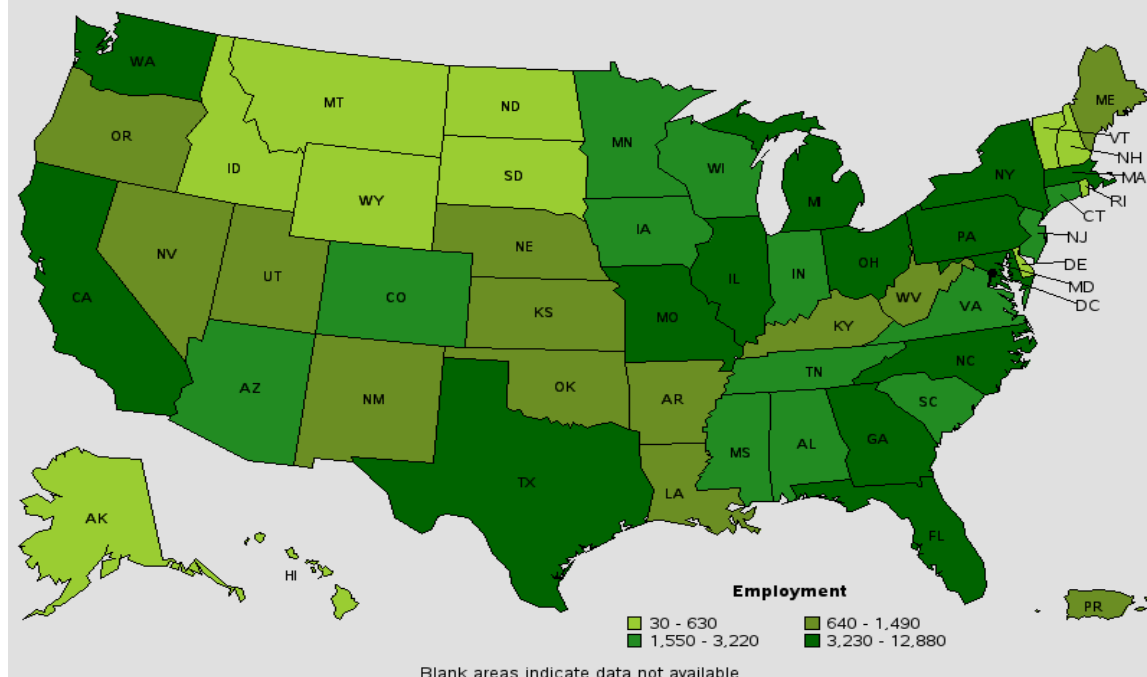 WA
MT
ND
ME
OR
MN
VT
ID
SD
WI
NH
WY
NY
MA
MI
RI
CT
IA
PA
NJ
NE
NV
OH
DE
UT
IL
IN
MD
CA
CO
WV
DC
KS
MO
VA
KY
NC
TN
AZ
OK
NM
AR
SC
MS
AL
GA
TX
LA
AK
FL
HI
PR
Employment
30 - 630
640 - 1,490
1,550 - 3,220
3,230 - 12,880
Blank areas indicate data not available